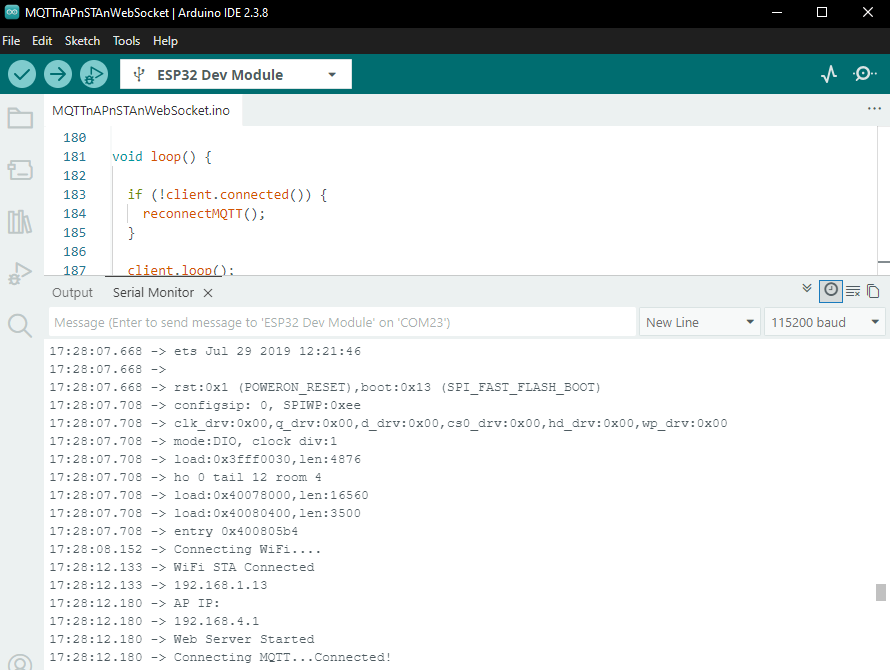 MQTTnAPnSTAnWebSocket | Arduino IDE 2.3.8
File Edit Sketch Tools Help
ESP32 Dev Module
MQTTnAPnSTAnWebSocket.ino
180
181 void loop() {
182
183 if (!client.connected()) {
184 reconnectMQTT();
185 }
186
187 client.loop();
Output Serial Monitor
Message (Enter to send message to 'ESP32 Dev Module' on 'COM23') New Line 115200 baud
17:28:07.668 -> ets Jul 29 2019 12:21:46
17:28:07.668 ->
17:28:07.668 -> rst:0x1 (POWERON_RESET),boot:0x13 (SPI_FAST_FLASH_BOOT)
17:28:07.708 -> configsip: 0, SPIWP:0xee
17:28:07.708 -> clk_drv:0x00,q_drv:0x00,d_drv:0x00,cs0_drv:0x00,hd_drv:0x00,wp_drv:0x00
17:28:07.708 -> mode:DIO, clock div:1
17:28:07.708 -> load:0x3fff0030,len:4876
17:28:07.708 -> ho 0 tail 12 room 4
17:28:07.708 -> load:0x40078000,len:16560
17:28:07.708 -> load:0x40080400,len:3500
17:28:07.708 -> entry 0x400805b4
17:28:08.152 -> Connecting WiFi....
17:28:12.133 -> WiFi STA Connected
17:28:12.133 -> 192.168.1.13
17:28:12.180 -> AP IP:
17:28:12.180 -> 192.168.4.1
17:28:12.180 -> Web Server Started
17:28:12.180 -> Connecting MQTT...Connected!